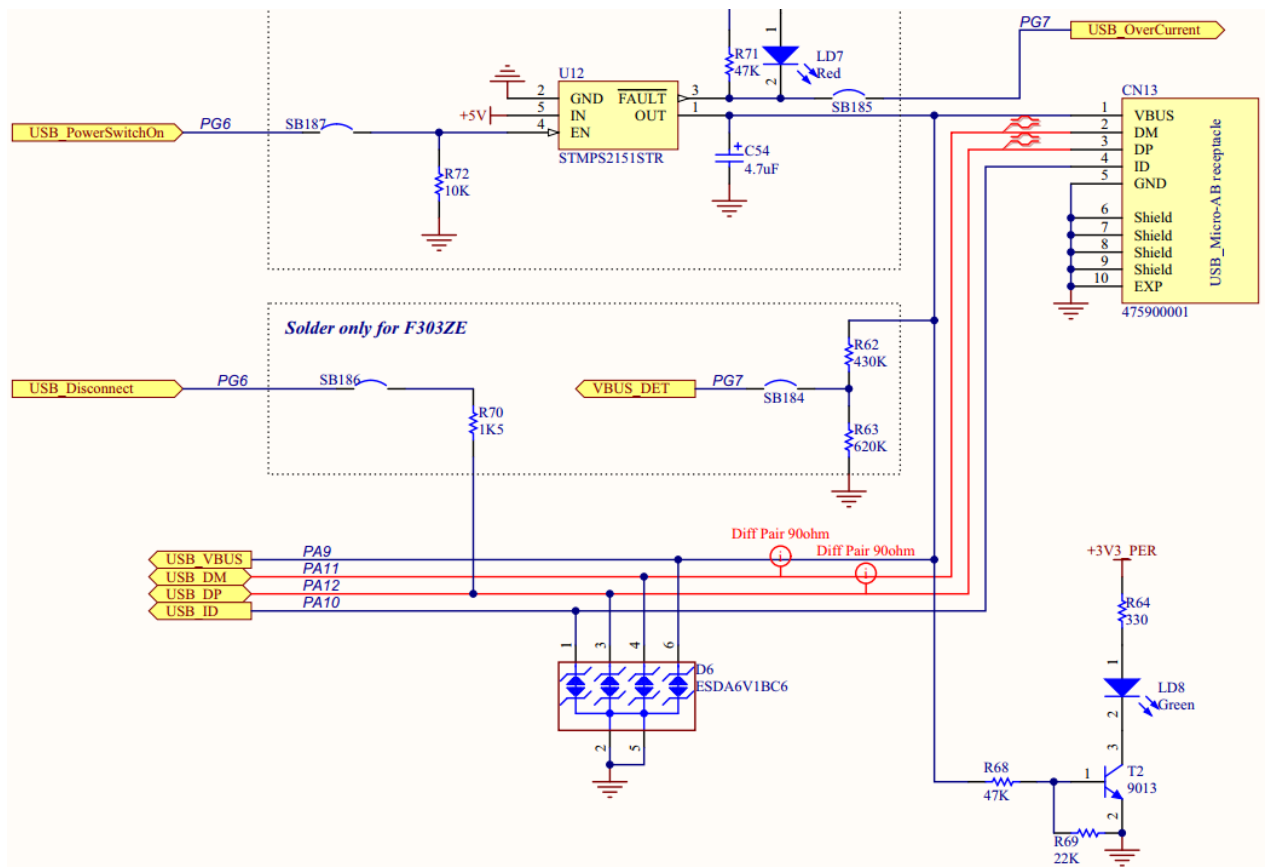 PG7
USB_OverCurrent
R71
47K
1
LD7
Red
2
U12
CN13
2
GND
FAULT
3
5
IN
OUT
1
+5V
4
EN
STMPS2151STR
SB185
USB_PowerSwitchOn
PG6
SB187
R72
10K
C54
4.7uF
1
VBUS
2
DM
3
DP
4
ID
5
GND
6
Shield
7
Shield
8
Shield
9
Shield
10
EXP
USB_Micro-AB receptacle
475900001
Solder only for F303ZE
R62
430K
USB_Disconnect
PG6
SB186
VBUS_DET
PG7
SB184
R70
1K5
R63
620K
Diff Pair 90ohm
Diff Pair 90ohm
USB_VBUS
PA9
USB_DM
PA11
USB_DP
PA12
USB_ID
PA10
i
i
+3V3_PER
R64
330
1
3
4
6
D6
ESDA6V1BC6
2
5
1
LD8
Green
2
3
R68
47K
1
T2
9013
2
R69
22K